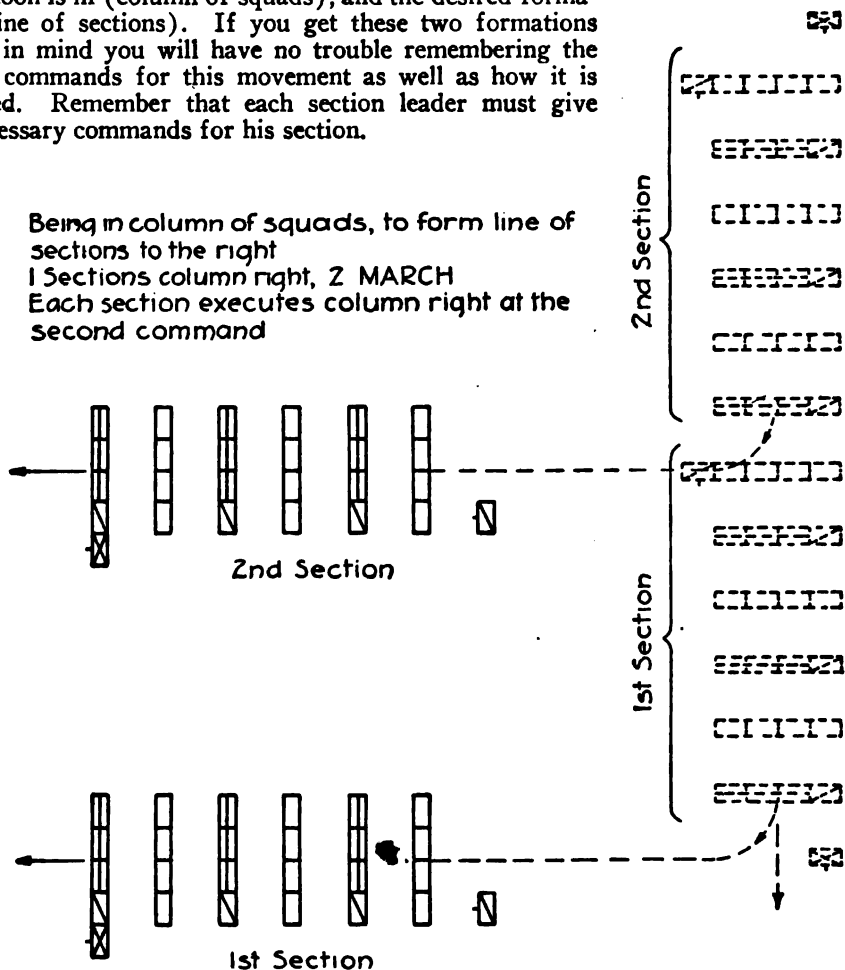 oon is in (column of squads), and the desired forma-
ine of sections). If you get these two formations
in mind you will have no trouble remembering the
commands for this movement as well as how it is
ed. Remember that each section leader must give
essary commands for his section.
Being in column of squads, to form line of
sections to the right
1 Sections column right, 2 MARCH
Each section executes column right at the
second command
2nd Section
1st Section
2nd Section
1st Section